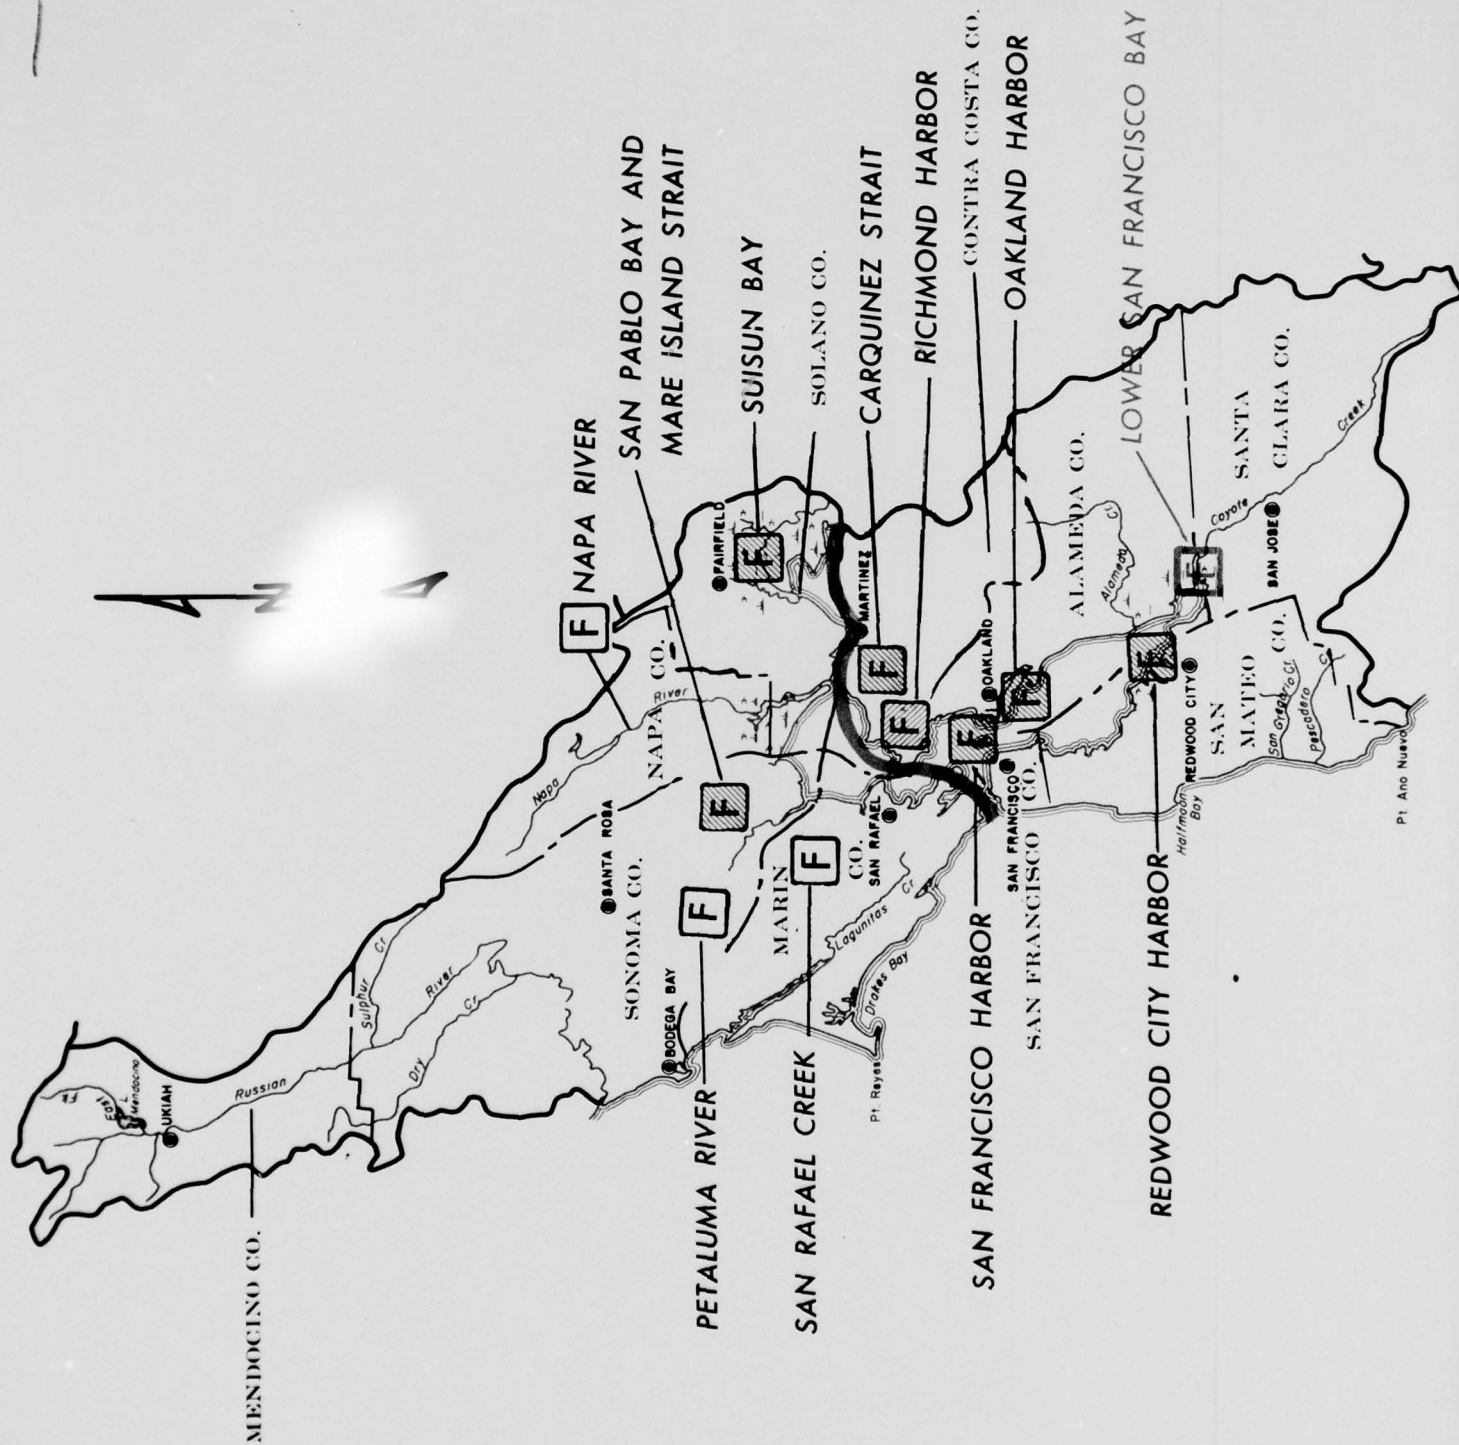 MENDOCINO CO.
East
Fk
L.
Mendocino
UKIAH
Russian
River
Sulphur Cr
Dry Cr
SONOMA CO.
SANTA ROSA
BODEGA BAY
Napa
River
NAPA CO.
F
NAPA RIVER
SAN PABLO BAY AND
MARE ISLAND STRAIT
F
F
PETALUMA RIVER
F
SAN RAFAEL CREEK
MARIN
CO.
SAN RAFAEL
Lagunitas Cr
Drakes Bay
Pt. Reyes
FAIRFIELD
F
SUISUN BAY
SOLANO CO.
MARTINEZ
F
CARQUINEZ STRAIT
F
RICHMOND HARBOR
CONTRA COSTA CO.
F
OAKLAND HARBOR
OAKLAND
F
SAN FRANCISCO HARBOR
SAN FRANCISCO
SAN FRANCISCO CO.
ALAMEDA CO.
Alameda Cr
LOWER SAN FRANCISCO BAY
F
F
REDWOOD CITY HARBOR
REDWOOD CITY
Halfmoon
Bay
SAN
MATEO
CO.
San Gregorio Cr
Pescadero Cr
Pt Ano Nuevo
SANTA
CLARA CO.
SAN JOSE
Coyote Creek